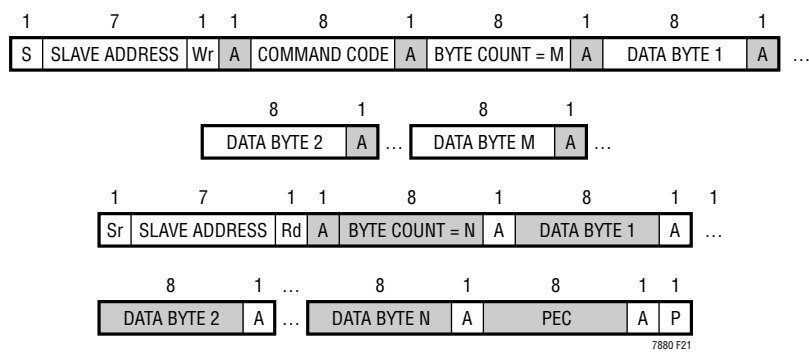 1 7 1 1 8 1 8 1 8 1
S SLAVE ADDRESS Wr A COMMAND CODE A BYTE COUNT = M A DATA BYTE 1 A …
8 1 8 1
DATA BYTE 2 A … DATA BYTE M A …
1 7 1 1 8 1 8 1 1
Sr SLAVE ADDRESS Rd A BYTE COUNT = N A DATA BYTE 1 A …
8 1 … 8 1 8 1 1
DATA BYTE 2 A … DATA BYTE N A PEC A P
7880 F21